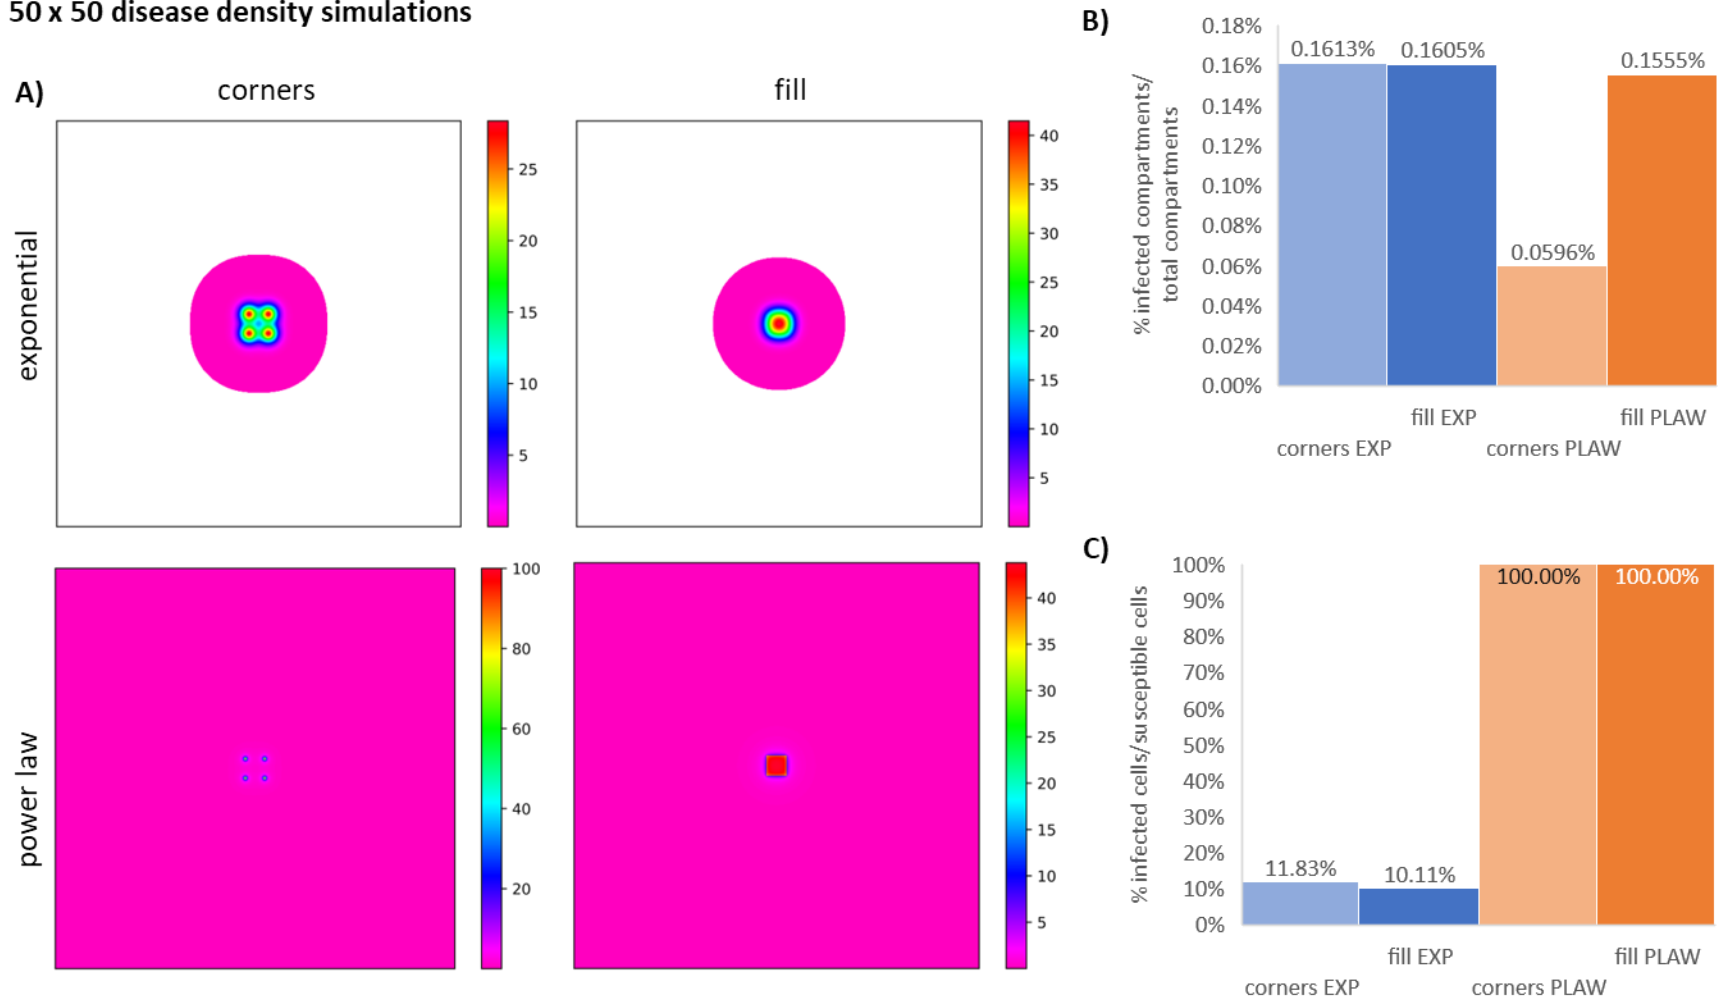 50 x 50 disease density simulations
A)
corners
fill
exponential
25
20
15
10
5
40
35
30
25
20
15
10
5
power law
100
80
60
40
20
40
35
30
25
20
15
10
5
B)
% infected compartments/
total compartments
0.18%
0.16%
0.14%
0.12%
0.10%
0.08%
0.06%
0.04%
0.02%
0.00%
0.1613%
0.1605%
0.0596%
0.1555%
fill EXP
fill PLAW
corners EXP
corners PLAW
C)
% infected cells/susceptible cells
100%
90%
80%
70%
60%
50%
40%
30%
20%
10%
0%
11.83%
10.11%
100.00%
100.00%
fill EXP
fill PLAW
corners EXP
corners PLAW